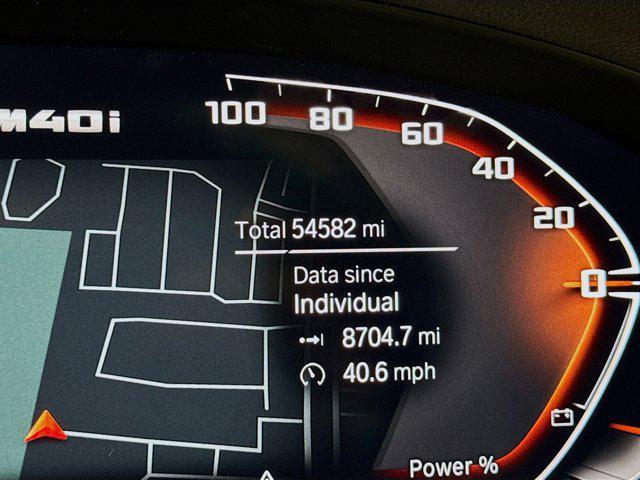 M40i
100
80
60
40
20
0
Total 54582 mi
Data since
Individual
8704.7 mi
40.6 mph
Power %